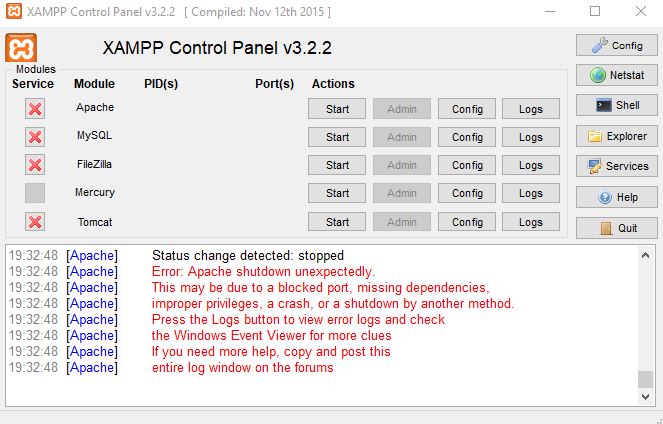 XAMPP Control Panel v3.2.2 [ Compiled: Nov 12th 2015 ]
XAMPP Control Panel v3.2.2
Config
Modules
Service Module PID(s) Port(s) Actions
Netstat
Apache Start Admin Config Logs
Shell
MySQL Start Admin Config Logs
Explorer
FileZilla Start Admin Config Logs
Services
Mercury Start Admin Config Logs
Help
Tomcat Start Admin Config Logs
Quit
19:32:48 [Apache] Status change detected: stopped
19:32:48 [Apache] Error: Apache shutdown unexpectedly.
19:32:48 [Apache] This may be due to a blocked port, missing dependencies,
19:32:48 [Apache] improper privileges, a crash, or a shutdown by another method.
19:32:48 [Apache] Press the Logs button to view error logs and check
19:32:48 [Apache] the Windows Event Viewer for more clues
19:32:48 [Apache] If you need more help, copy and post this
19:32:48 [Apache] entire log window on the forums